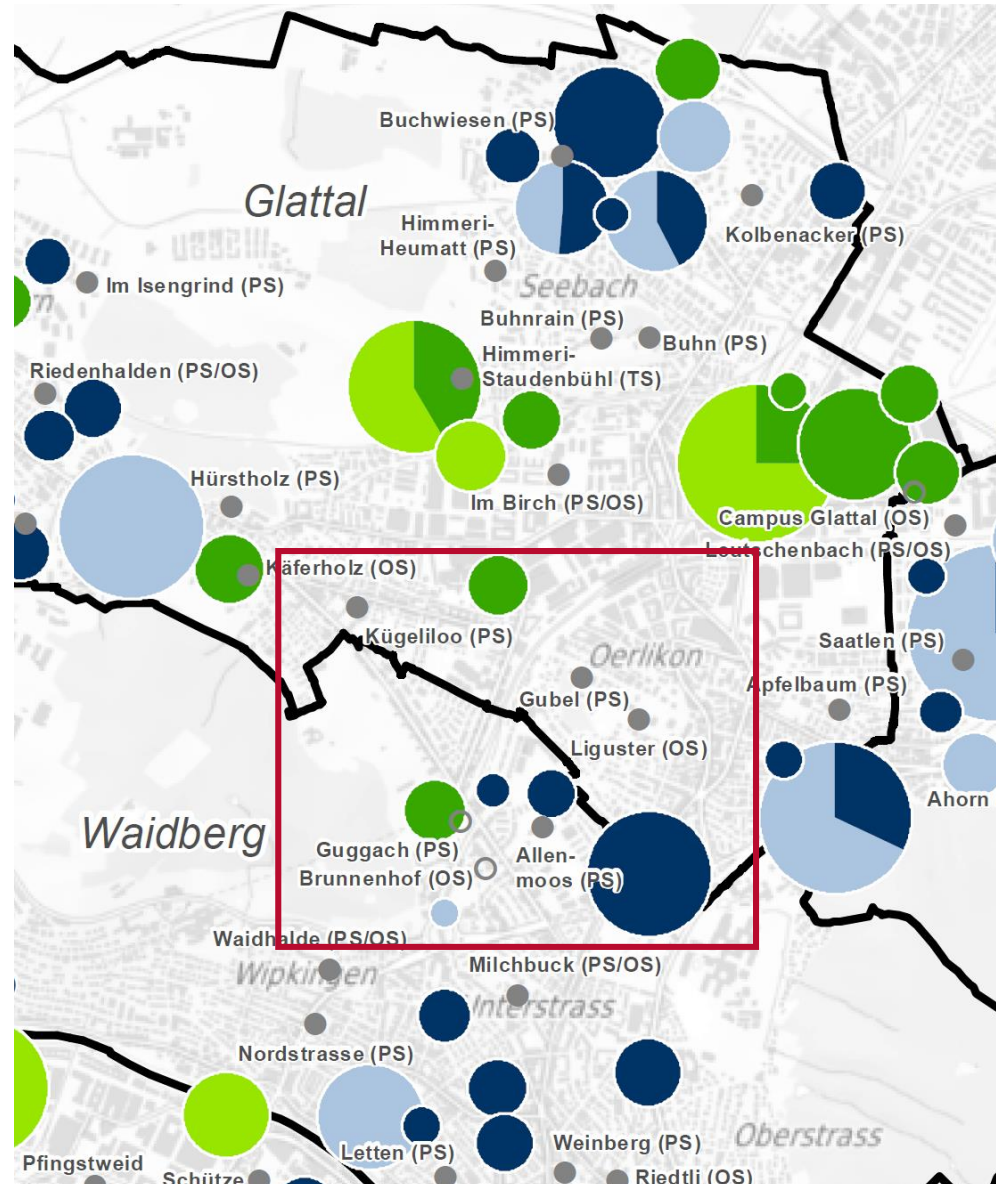 Buchwiesen (PS)
Glattal
Himmeri-
Heumatt (PS)
Kolbenacker (PS)
Im Isengrind (PS)
Seebach
Buhnrain (PS)
Buhn (PS)
Himmeri-
Staudenbühl (TS)
Riedenhalden (PS/OS)
Hürstholz (PS)
Im Birch (PS/OS)
Campus Glattal (OS)
Leutschenbach (PS/OS)
Käferholz (OS)
Kügeliloo (PS)
Oerlikon
Saatlen (PS)
Gubel (PS)
Apfelbaum (PS)
Liguster (OS)
Ahorn
Waidberg
Guggach (PS)
Brunnenhof (OS)
Allen-
moos (PS)
Waidhalde (PS/OS)
Wipkingen
Milchbuck (PS/OS)
Interstrass
Nordstrasse (PS)
Oberstrass
Letten (PS)
Weinberg (PS)
Pfingstweid
Schütze
Riedtli (OS)